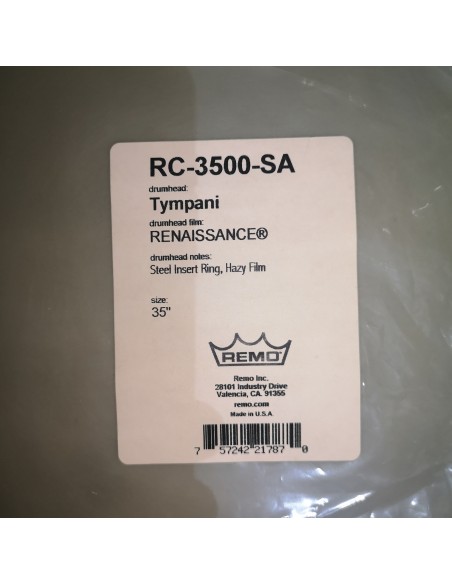 RC-3500-SA
drumhead:
Tympani
drumhead film:
RENAISSANCE®
drumhead notes:
Steel Insert Ring, Hazy Film
size:
35"
REMO®
Remo Inc.
28101 Industry Drive
Valencia, CA. 91355
remo.com
Made in U.S.A.
7 57242 21787 0